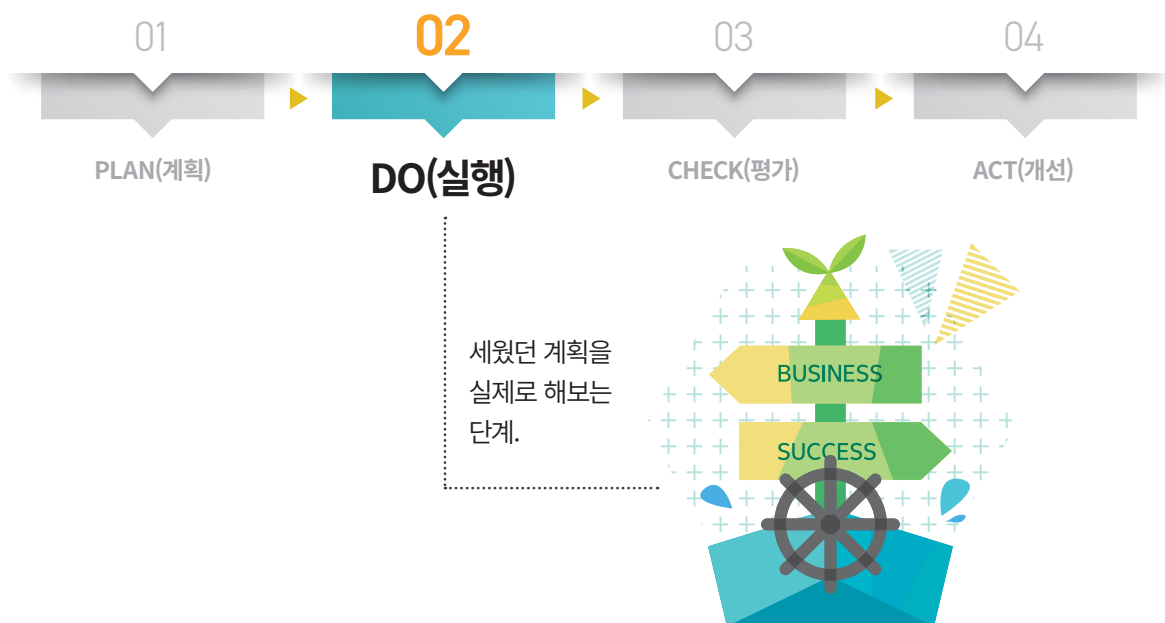 01
02
03
04
PLAN(계획)
DO(실행)
CHECK(평가)
ACT(개선)
세웠던 계획을
실제로 해보는
단계.
BUSINESS
SUCCESS